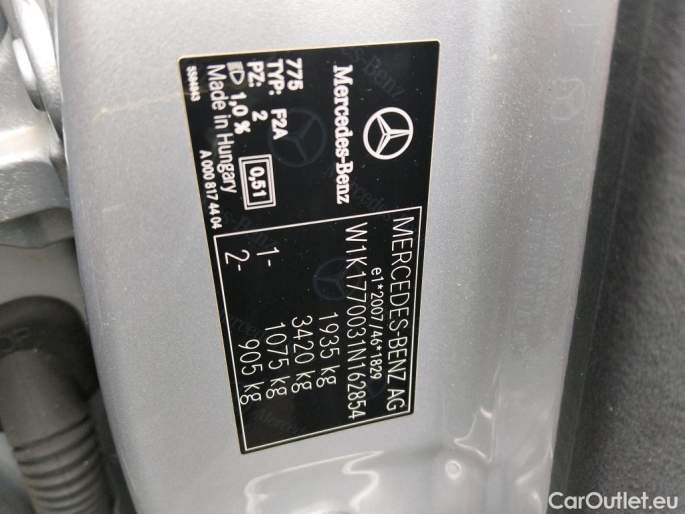 Mercedes-Benz
775
TYP: F2A
PZ: 2
1,0 %
0,51
Made in Hungary
5384843
A 000 817 44 04
MERCEDES-BENZ AG
e1*2007/46*1829
W1K1770031N162854
1935 kg
3420 kg
1- 1075 kg
2- 905 kg
CarOutlet.eu